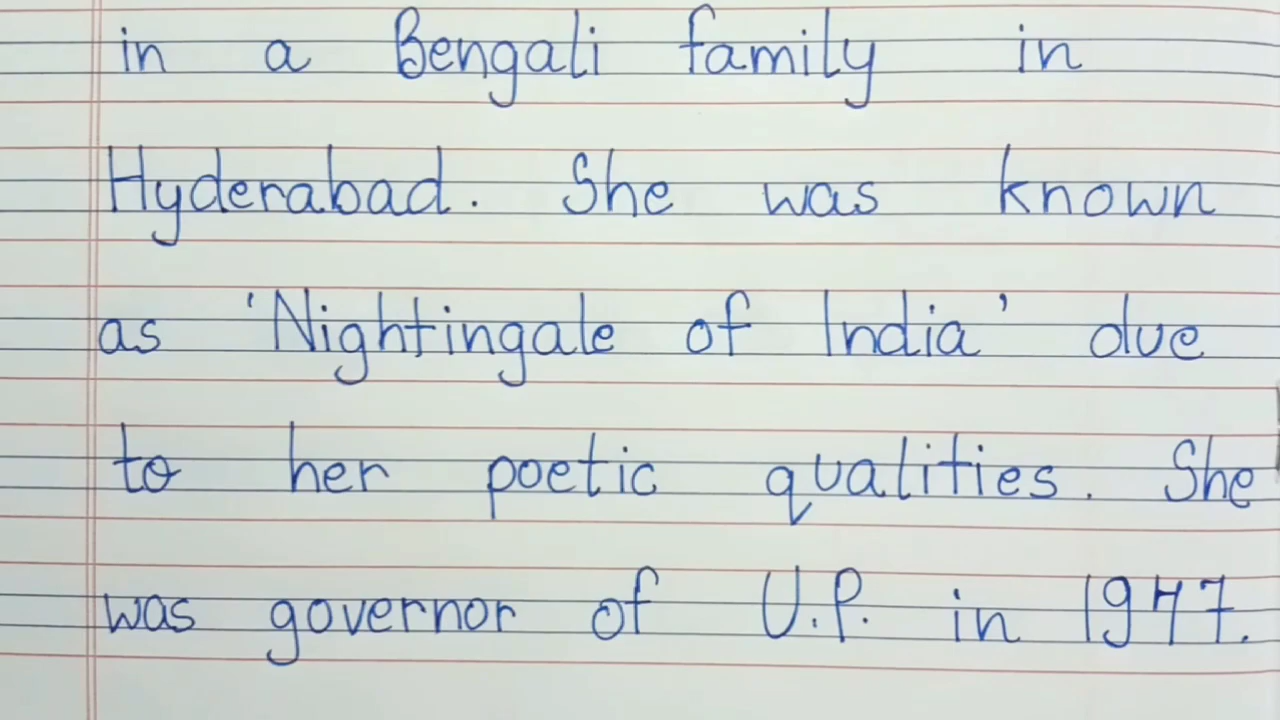 in a Bengali family in
Hyderabad. She was known
as 'Nightingale of India' due
to her poetic qualities. She
was governor of U.P. in 1947.